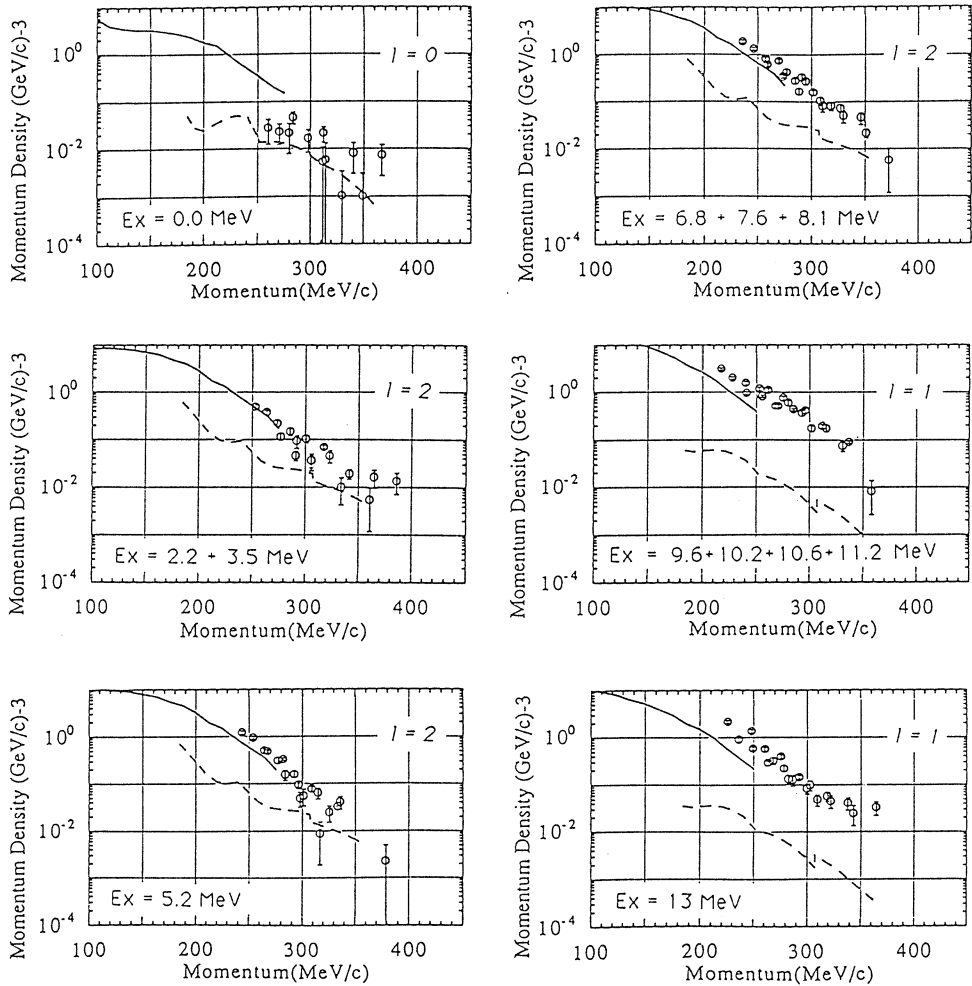 Momentum Density (GeV/c)-3
10^0
10^-2
10^-4
l = 0
Ex = 0.0 MeV
100 200 300 400
Momentum(MeV/c)
Momentum Density (GeV/c)-3
10^0
10^-2
10^-4
l = 2
Ex = 6.8 + 7.6 + 8.1 MeV
100 200 300 400
Momentum(MeV/c)
Momentum Density (GeV/c)-3
10^0
10^-2
10^-4
l = 2
Ex = 2.2 + 3.5 MeV
100 200 300 400
Momentum(MeV/c)
Momentum Density (GeV/c)-3
10^0
10^-2
10^-4
l = 1
Ex = 9.6+10.2+10.6+11.2 MeV
100 200 300 400
Momentum(MeV/c)
Momentum Density (GeV/c)-3
10^0
10^-2
10^-4
l = 2
Ex = 5.2 MeV
100 200 300 400
Momentum(MeV/c)
Momentum Density (GeV/c)-3
10^0
10^-2
10^-4
l = 1
Ex = 13 MeV
100 200 300 400
Momentum(MeV/c)